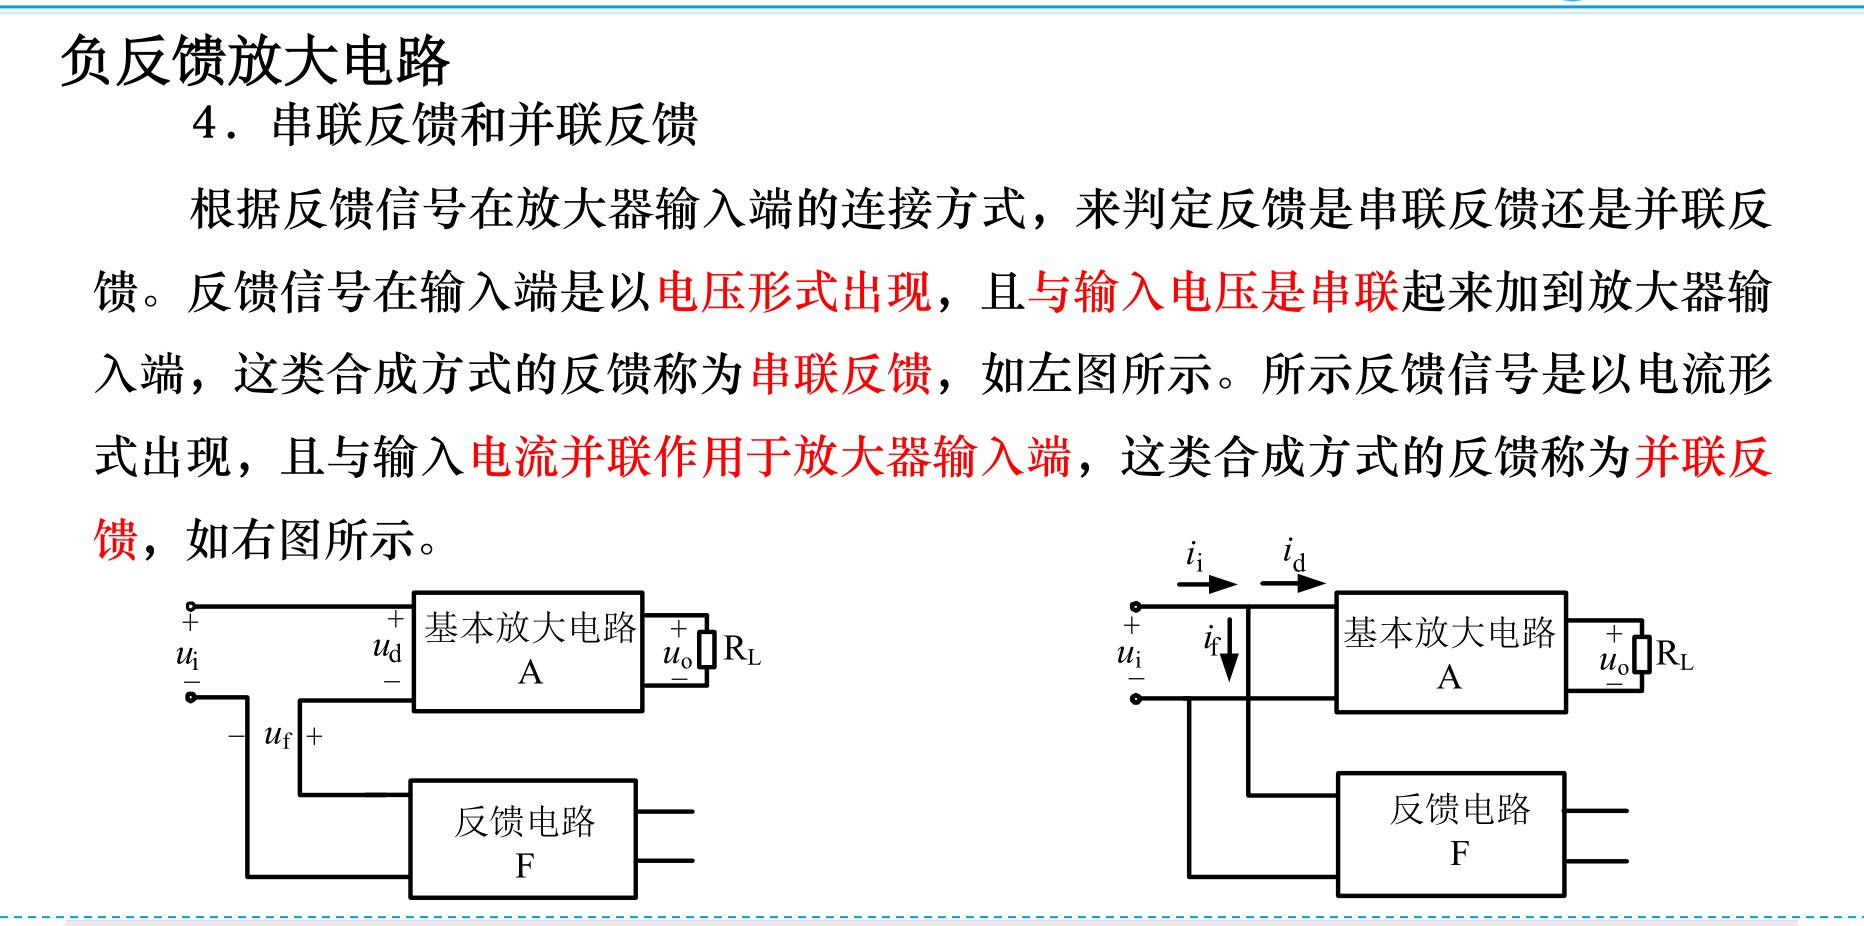 负反馈放大电路
4．串联反馈和并联反馈
根据反馈信号在放大器输入端的连接方式，来判定反馈是串联反馈还是并联反
馈。反馈信号在输入端是以电压形式出现，且与输入电压是串联起来加到放大器输
入端，这类合成方式的反馈称为串联反馈，如左图所示。所示反馈信号是以电流形
式出现，且与输入电流并联作用于放大器输入端，这类合成方式的反馈称为并联反
馈，如右图所示。
+
ui
−
+
ud
−
基本放大电路
A
+
uo
−
RL
− uf +
反馈电路
F
ii
id
+
ui
−
if
基本放大电路
A
+
uo
−
RL
反馈电路
F